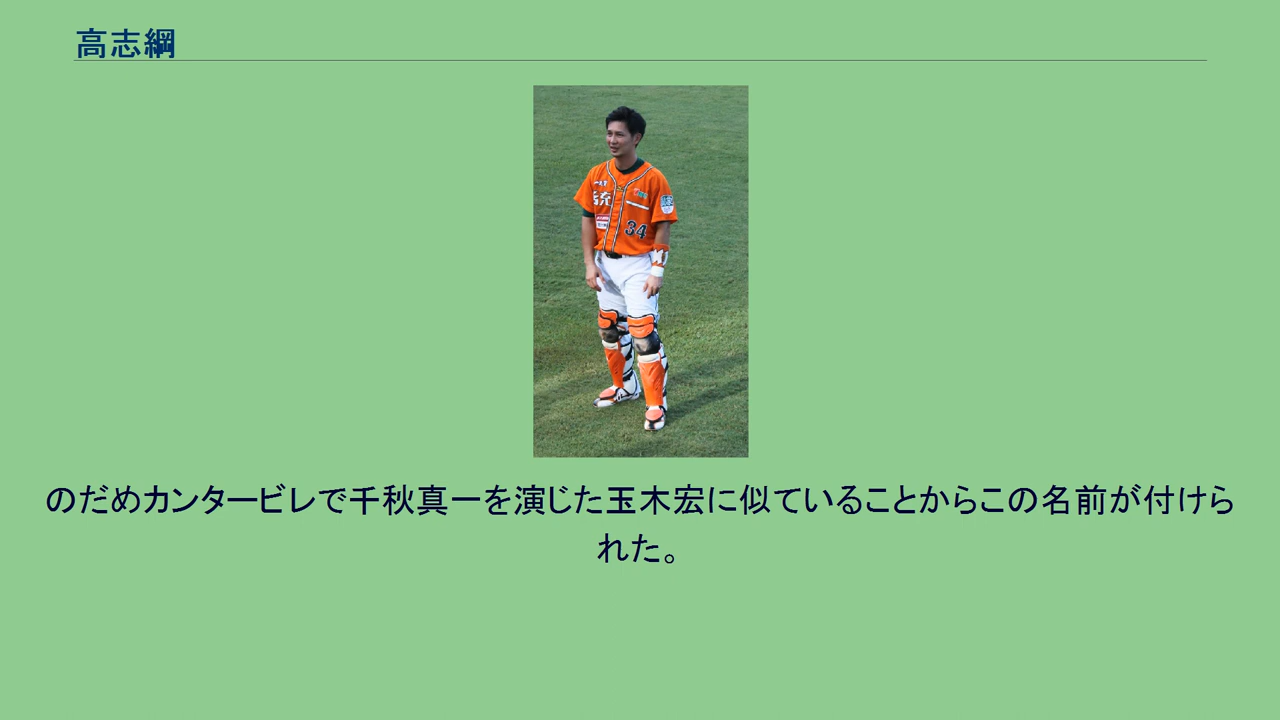 高志綱
34
のだめカンタービレで千秋真一を演じた玉木宏に似ていることからこの名前が付けら
れた。